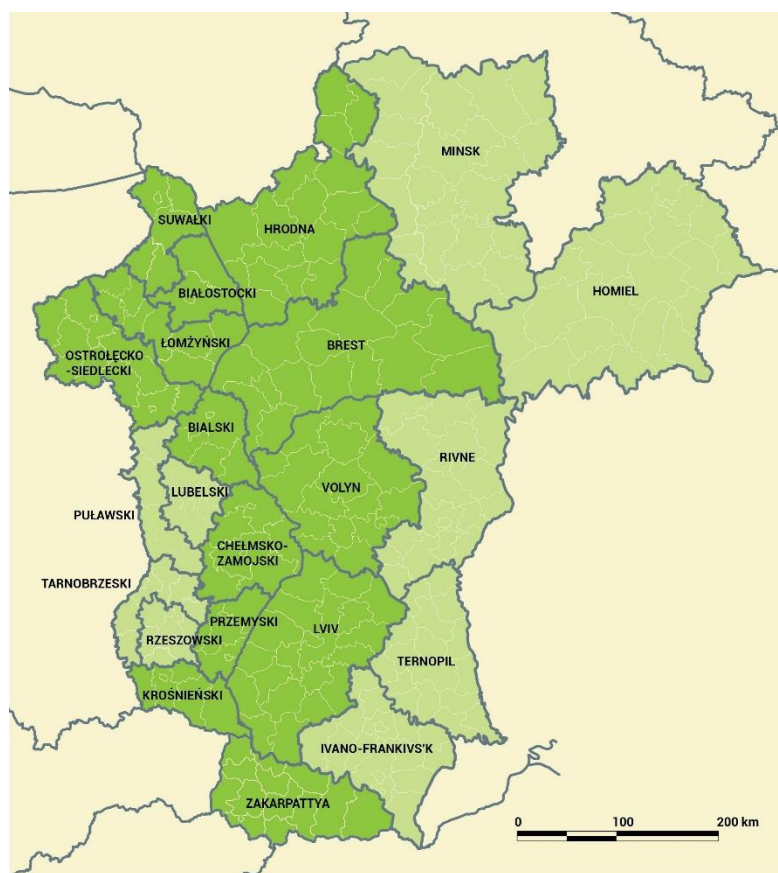 MINSK
SUWAŁKI
HRODNA
BIAŁOSTOCKI
HOMIEL
ŁOMŻYŃSKI
BREST
OSTROŁĘCKO
-SIEDLECKI
BIALSKI
RIVNE
LUBELSKI
VOLYN
PUŁAWSKI
CHEŁMSKO-
ZAMOJSKI
TARNOBRZESKI
PRZEMYSKI
LVIV
RZESZOWSKI
TERNOPIL
KROŚNIEŃSKI
IVANO-FRANKIVS'K
ZAKARPATTYA
0 100 200 km